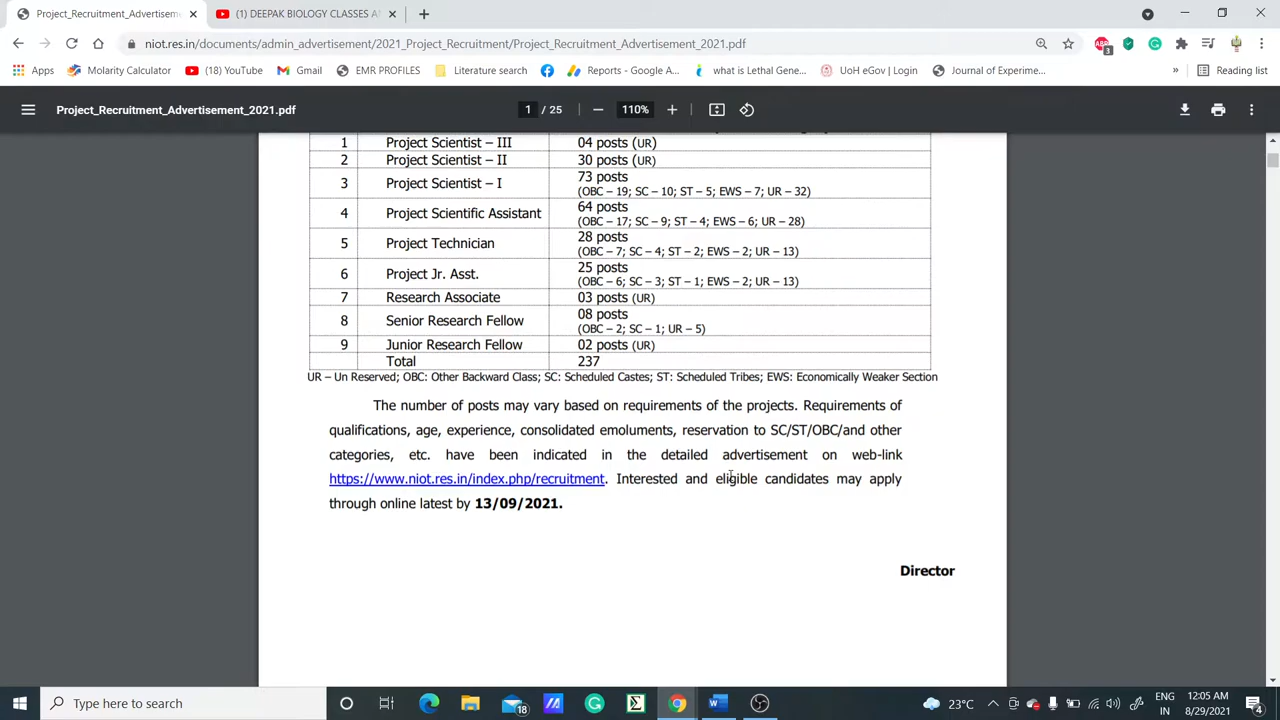 Project_Recruitment_Advertisement
(1) DEEPAK BIOLOGY CLASSES A
niot.res.in/documents/admin_advertisement/2021_Project_Recruitment/Project_Recruitment_Advertisement_2021.pdf
3
Apps Molarity Calculator (18) YouTube Gmail EMR PROFILES Literature search Reports - Google A... what is Lethal Gene... UoH eGov | Login Journal of Experime... » Reading list
Project_Recruitment_Advertisement_2021.pdf 1 / 25 110%
1 Project Scientist – III 04 posts (UR)
2 Project Scientist – II 30 posts (UR)
3 Project Scientist – I 73 posts
(OBC – 19; SC – 10; ST – 5; EWS – 7; UR – 32)
4 Project Scientific Assistant 64 posts
(OBC – 17; SC – 9; ST – 4; EWS – 6; UR – 28)
5 Project Technician 28 posts
(OBC – 7; SC – 4; ST – 2; EWS – 2; UR – 13)
6 Project Jr. Asst. 25 posts
(OBC – 6; SC – 3; ST – 1; EWS – 2; UR – 13)
7 Research Associate 03 posts (UR)
8 Senior Research Fellow 08 posts
(OBC – 2; SC – 1; UR – 5)
9 Junior Research Fellow 02 posts (UR)
Total 237
UR – Un Reserved; OBC: Other Backward Class; SC: Scheduled Castes; ST: Scheduled Tribes; EWS: Economically Weaker Section
The number of posts may vary based on requirements of the projects. Requirements of
qualifications, age, experience, consolidated emoluments, reservation to SC/ST/OBC/and other
categories, etc. have been indicated in the detailed advertisement on web-link
https://www.niot.res.in/index.php/recruitment. Interested and eligible candidates may apply
through online latest by 13/09/2021.
Director
Type here to search
18
23°C
ENG
IN
12:05 AM
8/29/2021
4